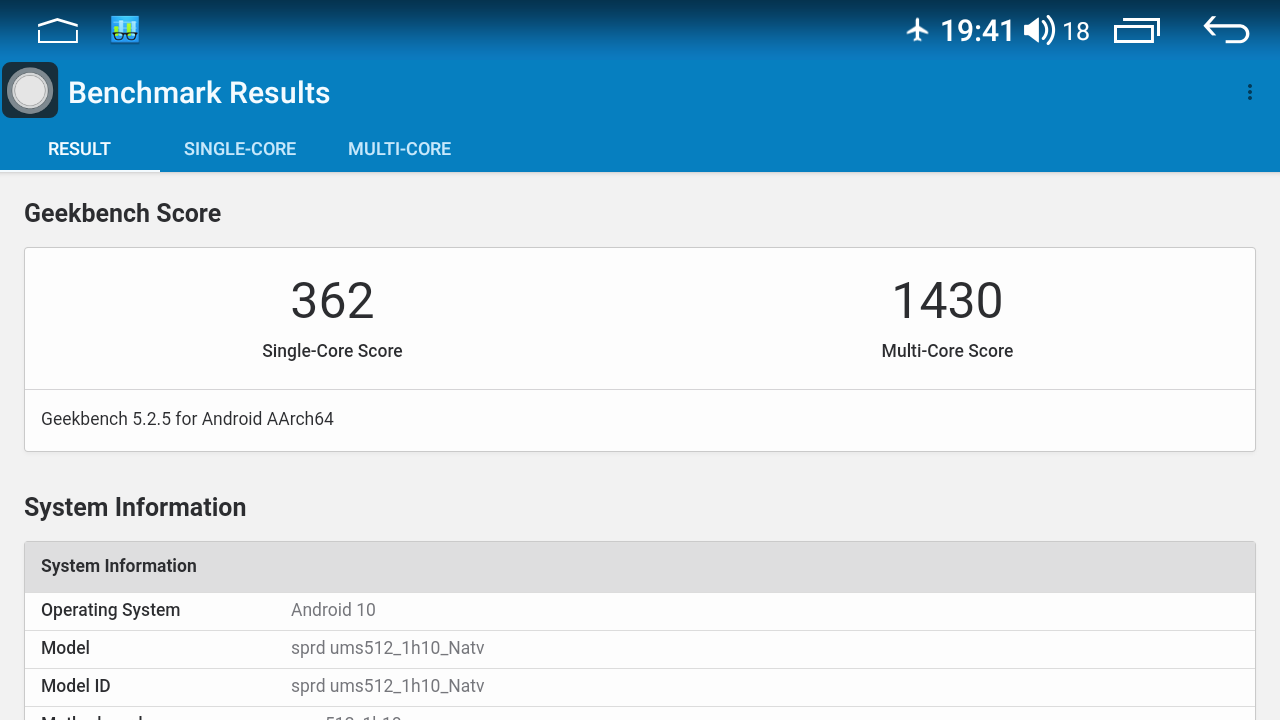 19:41 18
Benchmark Results
RESULT SINGLE-CORE MULTI-CORE
Geekbench Score
362 1430
Single-Core Score Multi-Core Score
Geekbench 5.2.5 for Android AArch64
System Information
System Information
Operating System Android 10
Model sprd ums512_1h10_Natv
Model ID sprd ums512_1h10_Natv